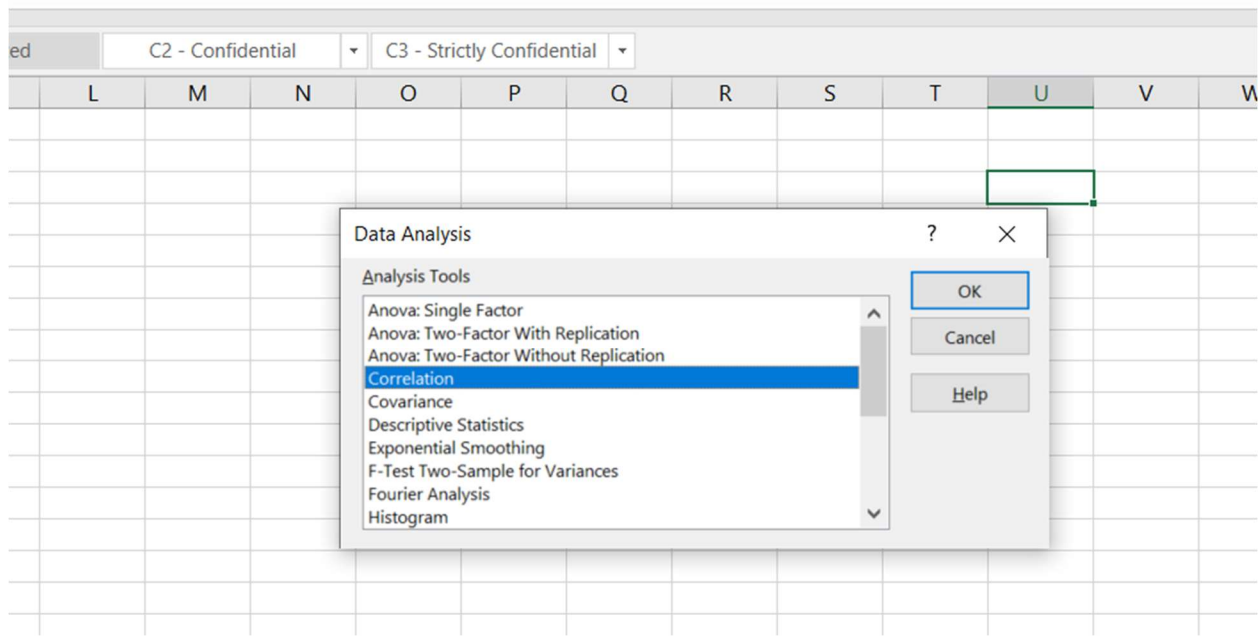 ed C2 - Confidential C3 - Strictly Confidential
L M N O P Q R S T U V W
Data Analysis ?
Analysis Tools
Anova: Single Factor
Anova: Two-Factor With Replication
Anova: Two-Factor Without Replication
Correlation
Covariance
Descriptive Statistics
Exponential Smoothing
F-Test Two-Sample for Variances
Fourier Analysis
Histogram
OK
Cancel
Help